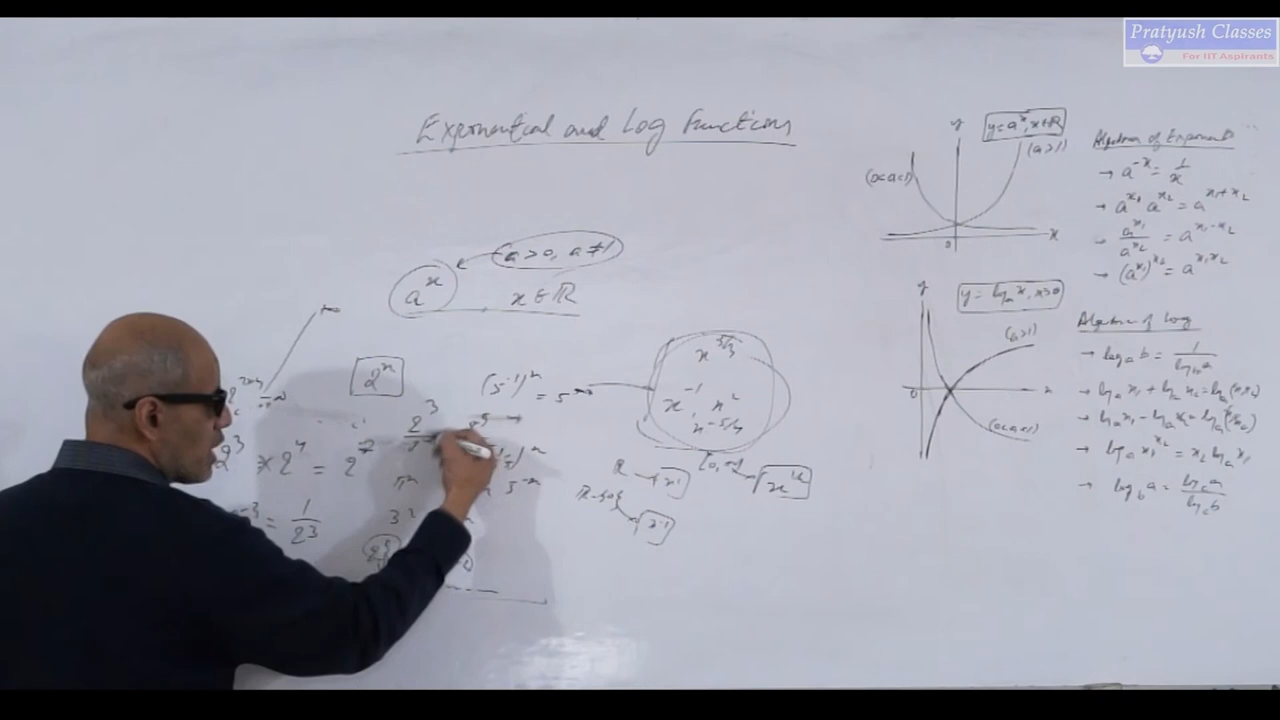 Pratyush Classes
For IIT Aspirants
Exponential and Log Functions
a^x
a>0, a≠1
x ∈ ℝ
2^x
(5^-1)^x = 5^-x
2^3 × 2^4 = 2^7
= 1/2^3
2^3
3^2
x^5/3
x^-1, x^2
x^-5/4
y
y=a^x, x∈ℝ
(a>1)
(0<a<1)
0
x
Algebra of Exponent
→ a^-x = 1/x
→ a^x1 a^x2 = a^x1+x2
→ a^x1/a^x2 = a^x1-x2
→ (a^x1)^x2 = a^x1x2
y
y = log_a x, x>0
(a>1)
0
x
(0<a<1)
Algebra of Log
→ log_a b = 1/log_b a
→ log_a x1 + log_a x2 = log_a (x1x2)
→ log_a x1 - log_a x2 = log_a (x1/x2)
→ log_a x1^x2 = x2 log_a x1
→ log_b a = log_c a/log_c b